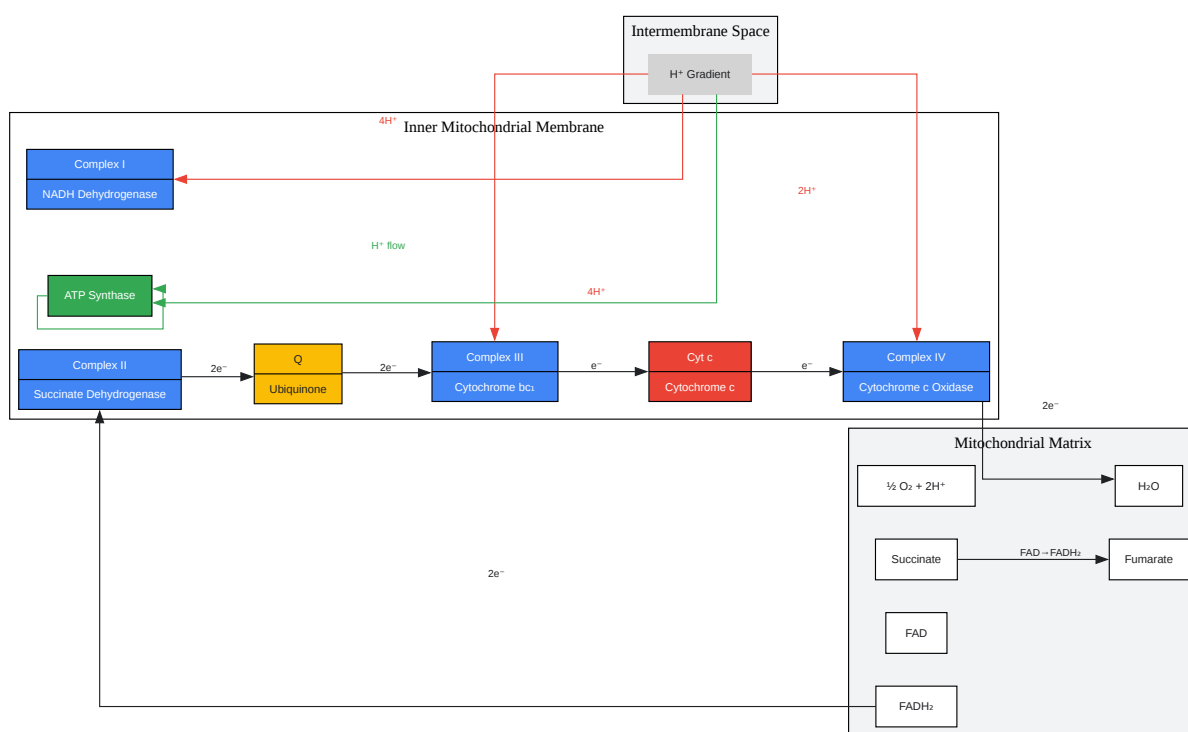 Intermembrane Space
H⁺ Gradient
4H⁺
Inner Mitochondrial Membrane
Complex I
NADH Dehydrogenase
2H⁺
H⁺ flow
ATP Synthase
4H⁺
Complex II
Succinate Dehydrogenase
2e⁻
Q
Ubiquinone
2e⁻
Complex III
Cytochrome bc₁
e⁻
Cyt c
Cytochrome c
e⁻
Complex IV
Cytochrome c Oxidase
2e⁻
Mitochondrial Matrix
½ O₂ + 2H⁺
H₂O
Succinate
FAD→FADH₂
Fumarate
2e⁻
FAD
FADH₂